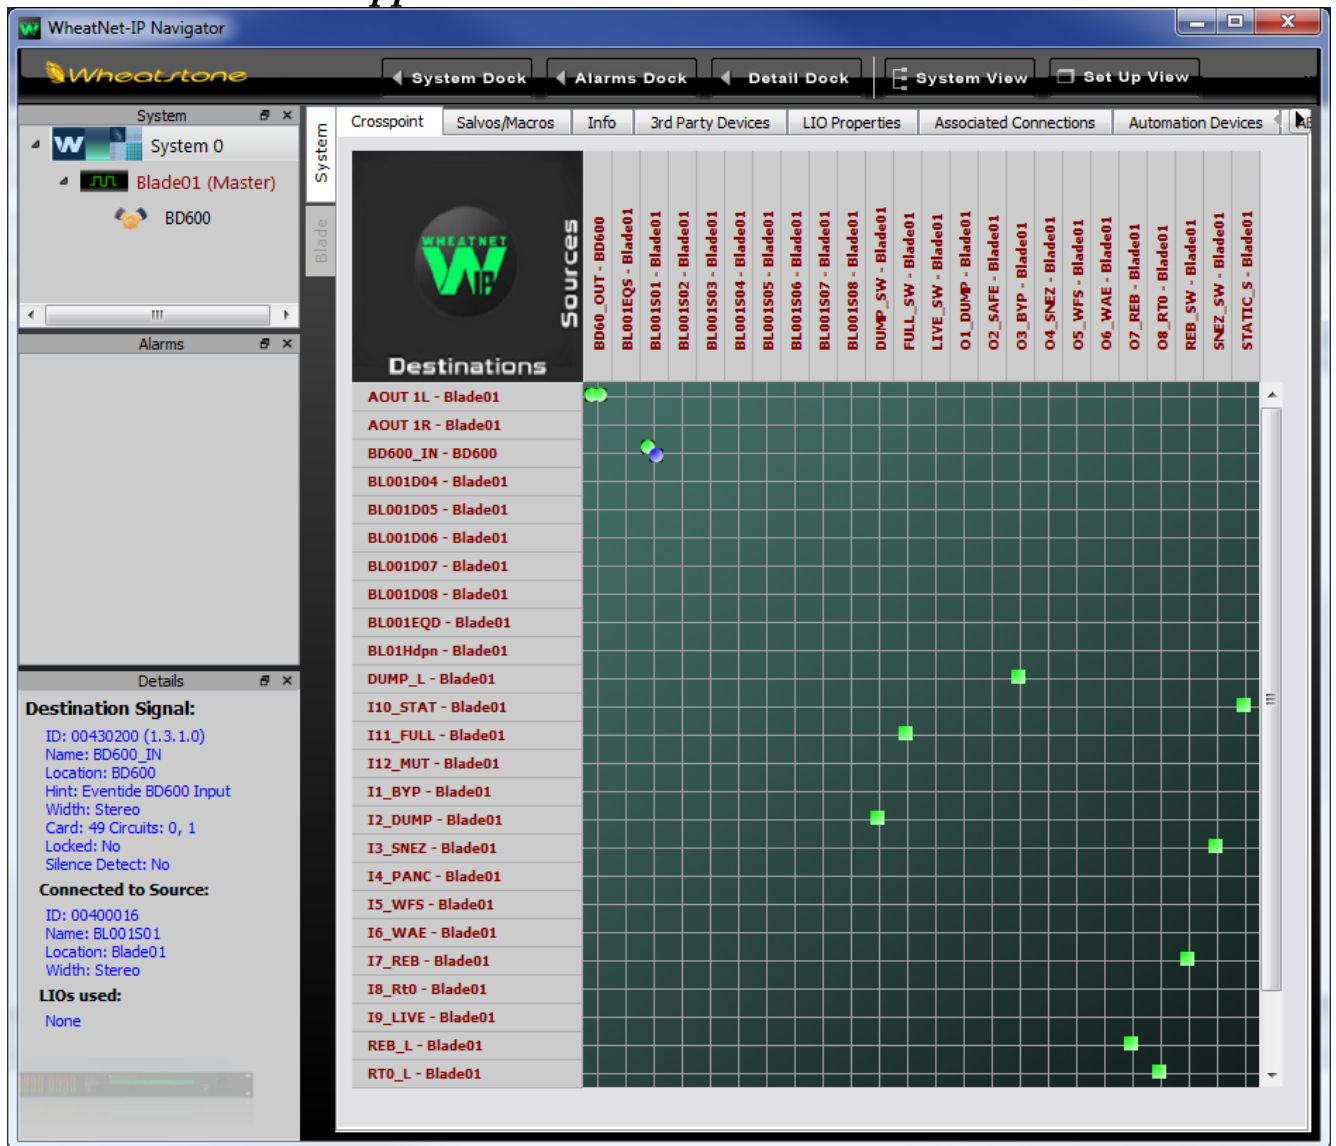 WheatNet-IP Navigator
Wheatstone
System Dock
Alarms Dock
Detail Dock
System View
Set Up View
System
System 0
Blade01 (Master)
BD600
Alarms
Details
Destination Signal:
ID: 00430200 (1.3.1.0)
Name: BD600_IN
Location: BD600
Hint: Eventide BD600 Input
Width: Stereo
Card: 49 Circuits: 0, 1
Locked: No
Silence Detect: No
Connected to Source:
ID: 00400016
Name: BL001S01
Location: Blade01
Width: Stereo
LIOs used:
None
System
Blade
Crosspoint
Salvos/Macros
Info
3rd Party Devices
LIO Properties
Associated Connections
Automation Devices
WHEATNET
IP
Sources
Destinations
BD60_OUT - BD600
BL001EQS - Blade01
BL001S01 - Blade01
BL001S02 - Blade01
BL001S03 - Blade01
BL001S04 - Blade01
BL001S05 - Blade01
BL001S06 - Blade01
BL001S07 - Blade01
BL001S08 - Blade01
DUMP_SW - Blade01
FULL_SW - Blade01
LIVE_SW - Blade01
O1_DUMP - Blade01
O2_SAFE - Blade01
O3_BYP - Blade01
O4_SNEZ - Blade01
O5_WFS - Blade01
O6_WAE - Blade01
O7_REB - Blade01
O8_RT0 - Blade01
REB_SW - Blade01
SNEZ_SW - Blade01
STATIC_S - Blade01
AOUT 1L - Blade01
AOUT 1R - Blade01
BD600_IN - BD600
BL001D04 - Blade01
BL001D05 - Blade01
BL001D06 - Blade01
BL001D07 - Blade01
BL001D08 - Blade01
BL001EQD - Blade01
BL01Hdpn - Blade01
DUMP_L - Blade01
I10_STAT - Blade01
I11_FULL - Blade01
I12_MUT - Blade01
I1_BYP - Blade01
I2_DUMP - Blade01
I3_SNEZ - Blade01
I4_PANC - Blade01
I5_WFS - Blade01
I6_WAE - Blade01
I7_REB - Blade01
I8_Rt0 - Blade01
I9_LIVE - Blade01
REB_L - Blade01
RT0_L - Blade01